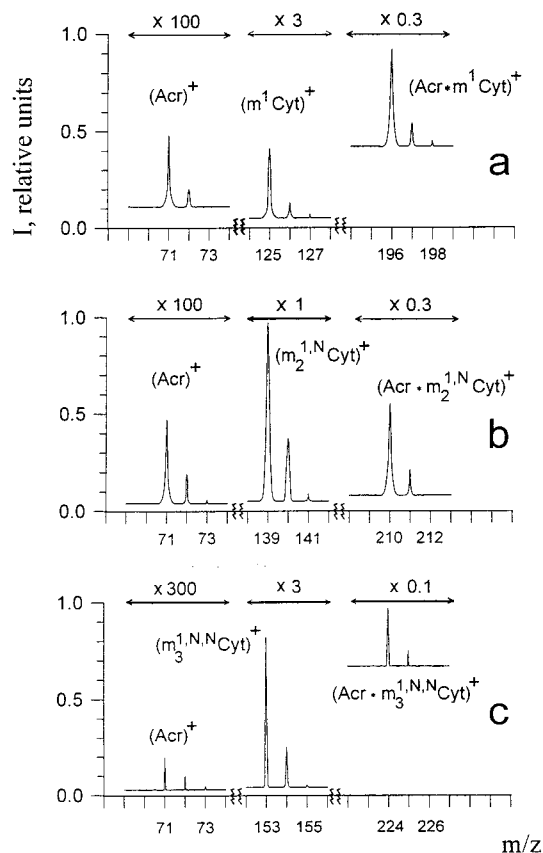 x 100 x 3 x 0.3
1.0
(Acr)⁺ (m¹Cyt)⁺ (Acr•m¹Cyt)⁺
0.5
a
0.0
71 73 125 127 196 198
x 100 x 1 x 0.3
1.0
(Acr)⁺ (m₂¹,ᴺCyt)⁺ (Acr • m₂¹,ᴺCyt)⁺
0.5
b
0.0
71 73 139 141 210 212
x 300 x 3 x 0.1
1.0
(m₃¹,ᴺ,ᴺCyt)⁺
(Acr)⁺ (Acr • m₃¹,ᴺ,ᴺCyt)⁺
0.5
c
0.0
71 73 153 155 224 226
I, relative units
m/z